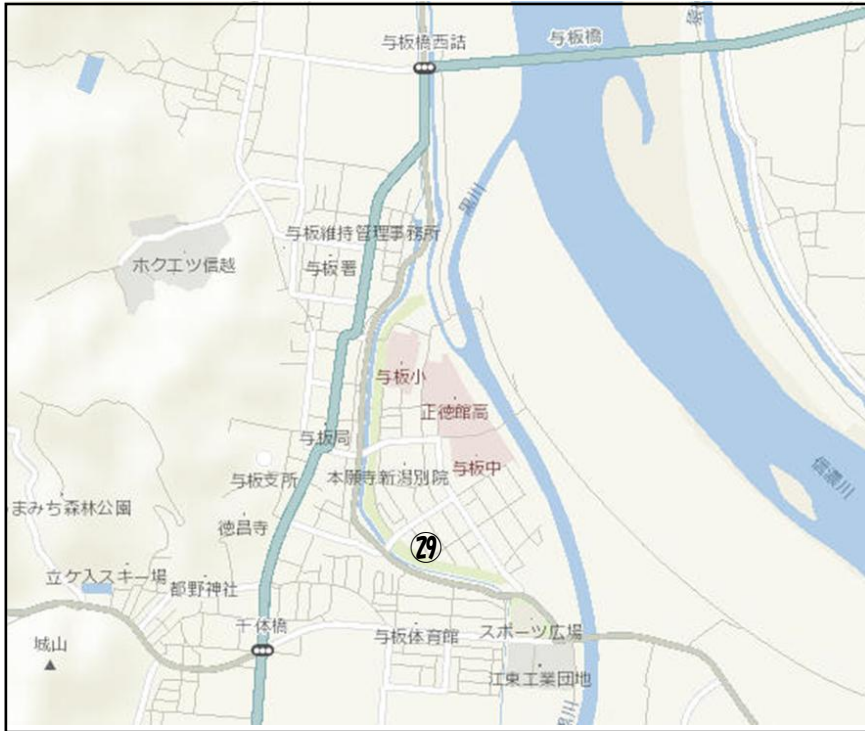 与板橋西詰
与板橋
黒川
与板維持管理事務所
与板署
ホクエツ信越
与板小
正徳館高
与板局
与板中
与板支所
本願寺新潟別院
信濃川
まみち森林公園
徳昌寺
29
立ケ入スキー場
都野神社
千体橋
与板体育館
スポーツ広場
城山
江東工業団地
黒川